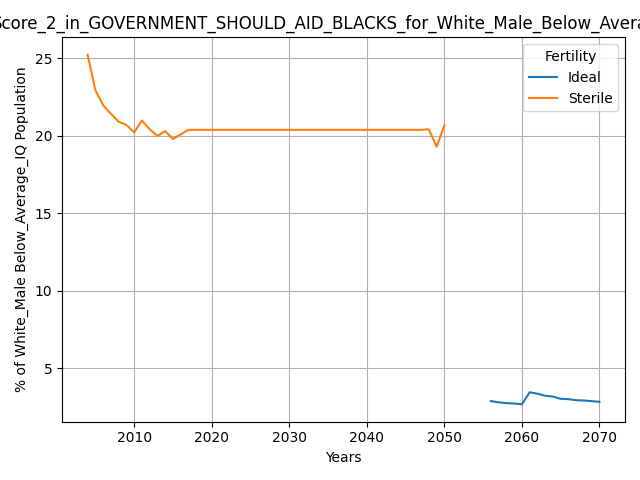 Score_2_in_GOVERNMENT_SHOULD_AID_BLACKS_for_White_Male_Below_Avera
Fertility
Ideal
Sterile
% of White_Male Below_Average_IQ Population
25
20
15
10
5
2010 2020 2030 2040 2050 2060 2070
Years